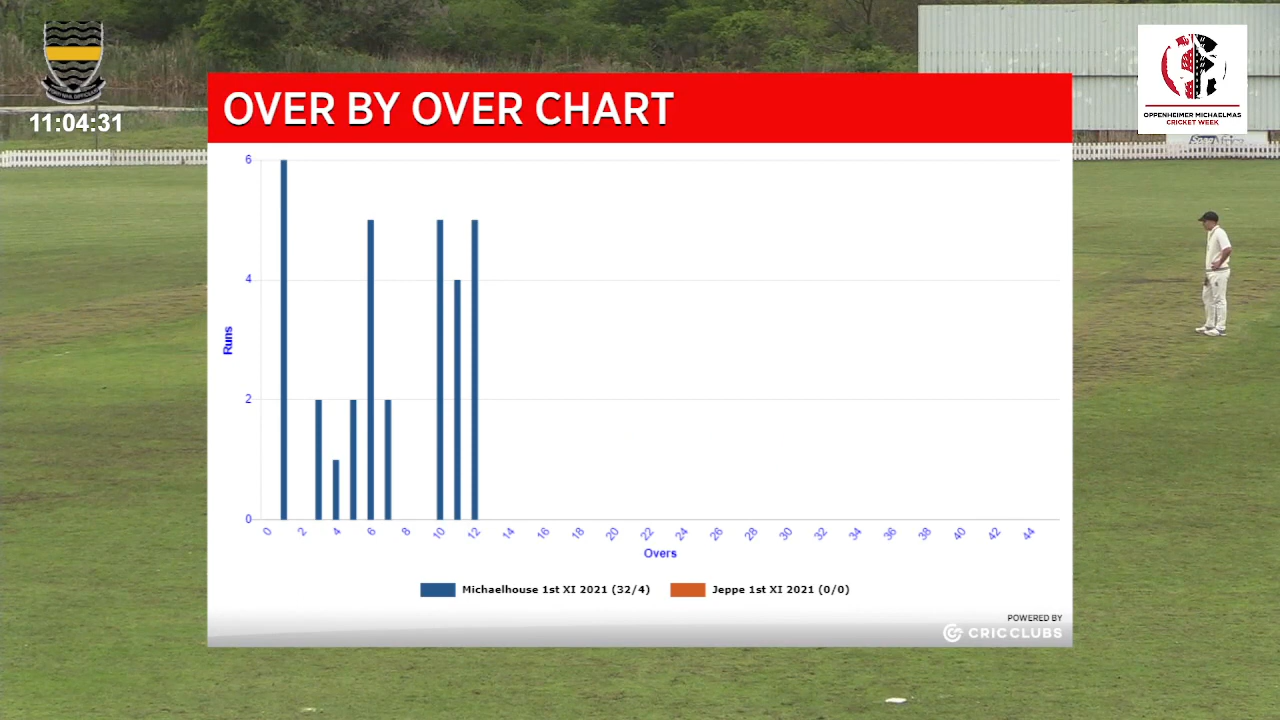 11:04:31
OPPENHEIMER MICHAELMAS
CRICKET WEEK
OVER BY OVER CHART
6
4
2
0
Runs
0 2 4 6 8 10 12 14 16 18 20 22 24 26 28 30 32 34 36 38 40 42 44
Overs
Michaelhouse 1st XI 2021 (32/4) Jeppe 1st XI 2021 (0/0)
POWERED BY
CRICCLUBS